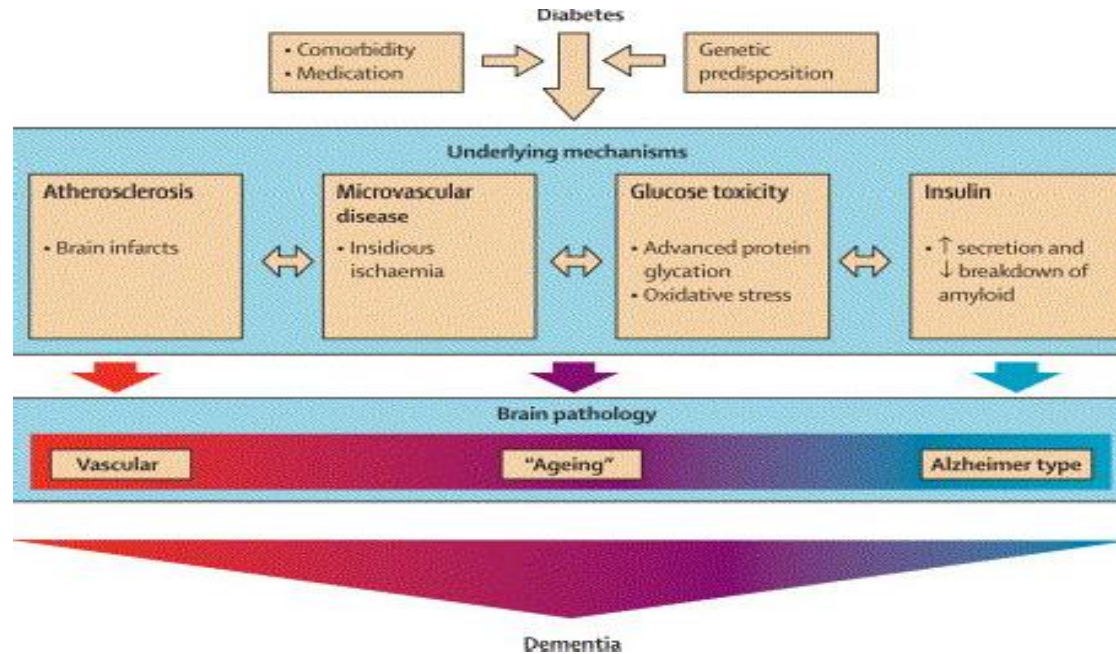 Diabetes
• Comorbidity
• Medication
Genetic
predisposition
Underlying mechanisms
Atherosclerosis
• Brain infarcts
Microvascular
disease
• Insidious
ischaemia
Glucose toxicity
• Advanced protein
glycation
• Oxidative stress
Insulin
• ↑ secretion and
↓ breakdown of
amyloid
Brain pathology
Vascular
"Ageing"
Alzheimer type
Dementia